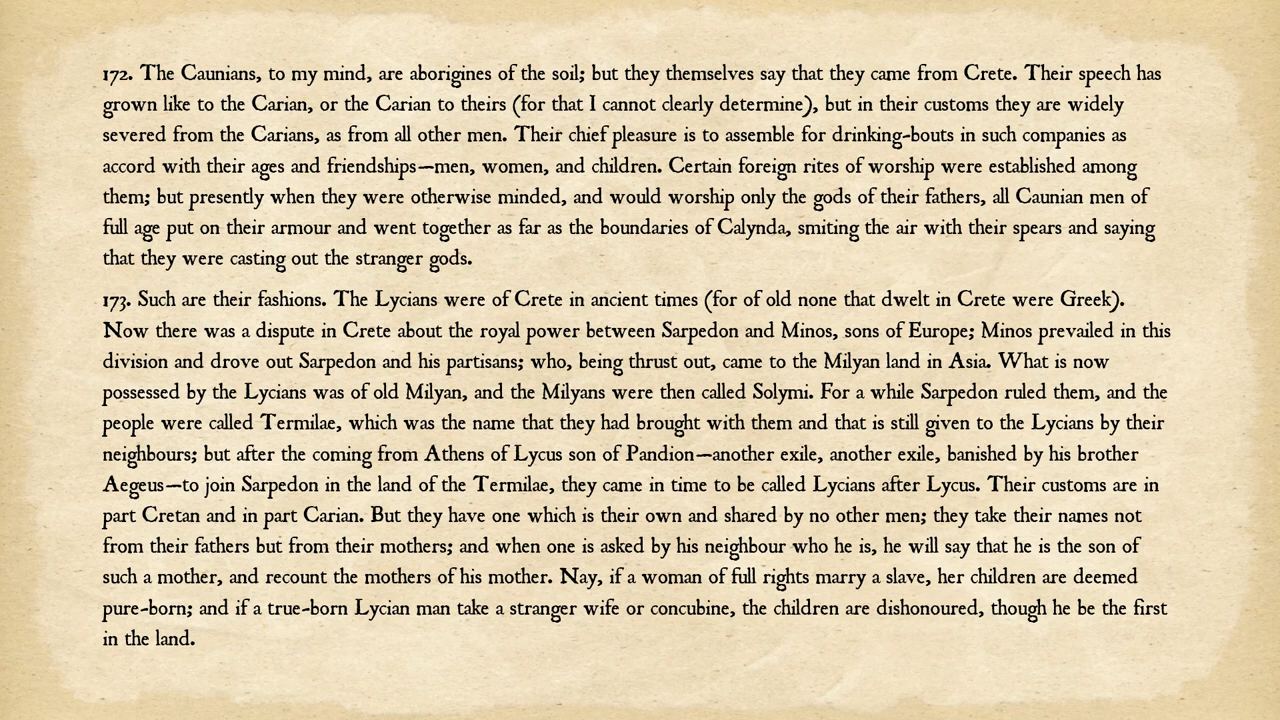 172. The Caunians, to my mind, are aborigines of the soil; but they themselves say that they came from Crete. Their speech has
grown like to the Carian, or the Carian to theirs (for that I cannot clearly determine), but in their customs they are widely
severed from the Carians, as from all other men. Their chief pleasure is to assemble for drinking-bouts in such companies as
accord with their ages and friendships—men, women, and children. Certain foreign rites of worship were established among
them; but presently when they were otherwise minded, and would worship only the gods of their fathers, all Caunian men of
full age put on their armour and went together as far as the boundaries of Calynda, smiting the air with their spears and saying
that they were casting out the stranger gods.
173. Such are their fashions. The Lycians were of Crete in ancient times (for of old none that dwelt in Crete were Greek).
Now there was a dispute in Crete about the royal power between Sarpedon and Minos, sons of Europe; Minos prevailed in this
division and drove out Sarpedon and his partisans; who, being thrust out, came to the Milyan land in Asia. What is now
possessed by the Lycians was of old Milyan, and the Milyans were then called Solymi. For a while Sarpedon ruled them, and the
people were called Termilae, which was the name that they had brought with them and that is still given to the Lycians by their
neighbours; but after the coming from Athens of Lycus son of Pandion—another exile, another exile, banished by his brother
Aegeus—to join Sarpedon in the land of the Termilae, they came in time to be called Lycians after Lycus. Their customs are in
part Cretan and in part Carian. But they have one which is their own and shared by no other men; they take their names not
from their fathers but from their mothers; and when one is asked by his neighbour who he is, he will say that he is the son of
such a mother, and recount the mothers of his mother. Nay, if a woman of full rights marry a slave, her children are deemed
pure-born; and if a true-born Lycian man take a stranger wife or concubine, the children are dishonoured, though he be the first
in the land.